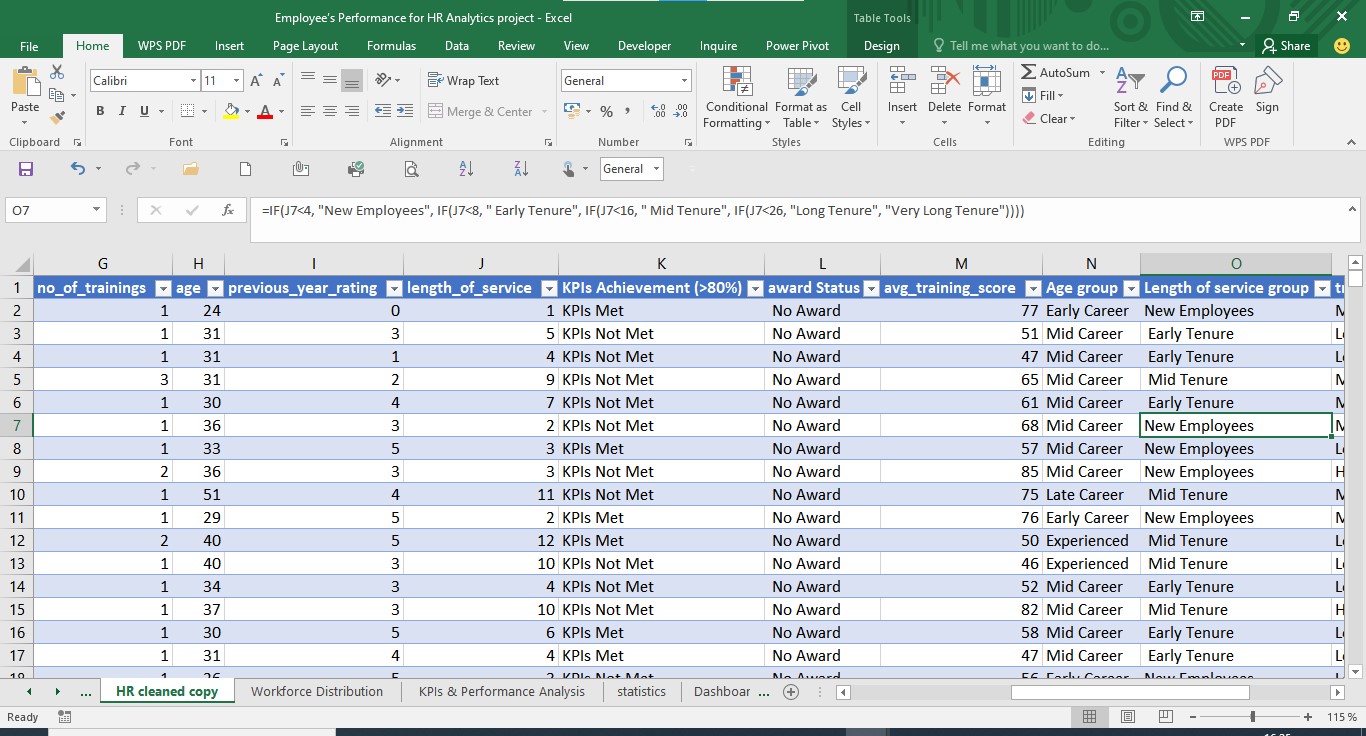 Employee's Performance for HR Analytics project - Excel
Table Tools
File Home WPS PDF Insert Page Layout Formulas Data Review View Developer Inquire Power Pivot Design Tell me what you want to do... Share
Paste
Calibri 11
B I U
Wrap Text
Merge & Center
General
% ,
Conditional Formatting
Format as Table
Cell Styles
Insert Delete Format
AutoSum
Fill
Clear
Sort & Filter
Find & Select
Create PDF
Sign
Clipboard Font Alignment Number Styles Cells Editing WPS PDF
General
O7 fx =IF(J7<4, "New Employees", IF(J7<8, " Early Tenure", IF(J7<16, " Mid Tenure", IF(J7<26, "Long Tenure", "Very Long Tenure"))))
G H I J K L M N O
1 no_of_trainings age previous_year_rating length_of_service KPIs Achievement (>80%) award Status avg_training_score Age group Length of service group
2 1 24 0 1 KPIs Met No Award 77 Early Career New Employees
3 1 31 3 5 KPIs Not Met No Award 51 Mid Career Early Tenure
4 1 31 1 4 KPIs Not Met No Award 47 Mid Career Early Tenure
5 3 31 2 9 KPIs Not Met No Award 65 Mid Career Mid Tenure
6 1 30 4 7 KPIs Not Met No Award 61 Mid Career Early Tenure
7 1 36 3 2 KPIs Not Met No Award 68 Mid Career New Employees
8 1 33 5 3 KPIs Met No Award 57 Mid Career New Employees
9 2 36 3 3 KPIs Not Met No Award 85 Mid Career New Employees
10 1 51 4 11 KPIs Not Met No Award 75 Late Career Mid Tenure
11 1 29 5 2 KPIs Met No Award 76 Early Career New Employees
12 2 40 5 12 KPIs Met No Award 50 Experienced Mid Tenure
13 1 40 3 10 KPIs Not Met No Award 46 Experienced Mid Tenure
14 1 34 3 4 KPIs Not Met No Award 52 Mid Career Early Tenure
15 1 37 3 10 KPIs Not Met No Award 82 Mid Career Mid Tenure
16 1 30 5 6 KPIs Met No Award 58 Mid Career Early Tenure
17 1 31 4 4 KPIs Met No Award 47 Mid Career Early Tenure
... HR cleaned copy Workforce Distribution KPIs & Performance Analysis statistics Dashboar ...
Ready 115 %